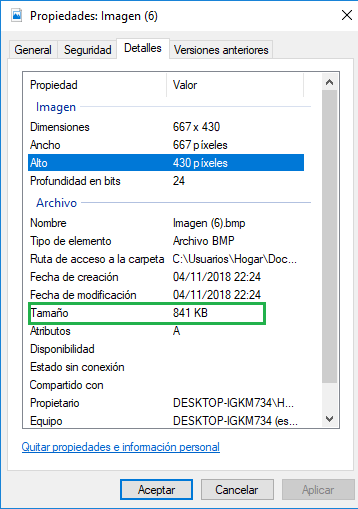 Propiedades: Imagen (6)
General Seguridad Detalles Versiones anteriores
Propiedad Valor
Imagen
Dimensiones 667 x 430
Ancho 667 píxeles
Alto 430 píxeles
Profundidad en bits 24
Archivo
Nombre Imagen (6).bmp
Tipo de elemento Archivo BMP
Ruta de acceso a la carpeta C:\Usuarios\Hogar\Doc...
Fecha de creación 04/11/2018 22:24
Fecha de modificación 04/11/2018 22:24
Tamaño 841 KB
Atributos A
Disponibilidad
Estado sin conexión
Compartido con
Propietario DESKTOP-IGKM734\H...
Equipo DESKTOP-IGKM734 (es...
Quitar propiedades e información personal
Aceptar Cancelar Aplicar